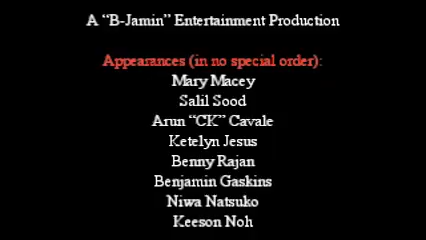 A “B-Jamin” Entertainment Production
Appearances (in no special order):
Mary Macey
Salil Sood
Arun “CK” Cavale
Ketelyn Jesus
Benny Rajan
Benjamin Gaskins
Niwa Natsuko
Keeson Noh